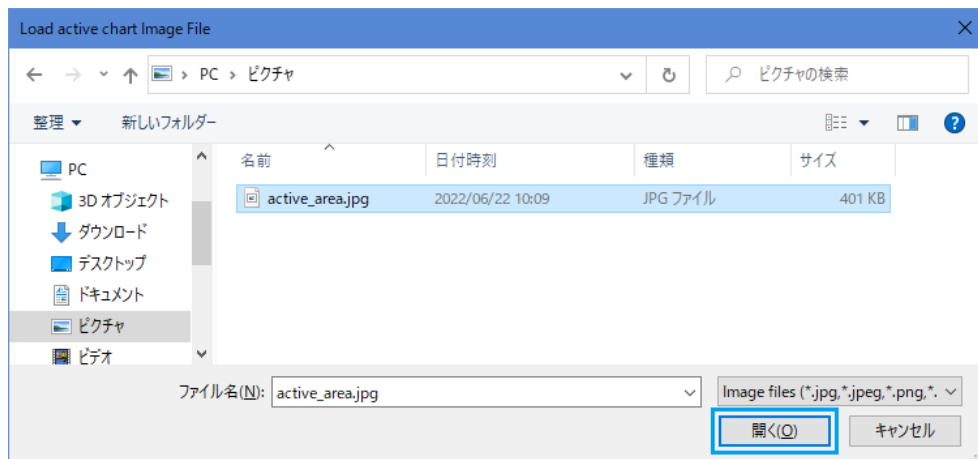 Load active chart Image File
PC › ピクチャ
ピクチャの検索
整理
新しいフォルダー
名前 日付時刻 種類 サイズ
PC
3D オブジェクト
ダウンロード
デスクトップ
ドキュメント
ピクチャ
ビデオ
active_area.jpg 2022/06/22 10:09 JPG ファイル 401 KB
ファイル名(N): active_area.jpg
Image files (*.jpg,*.jpeg,*.png,*.
開く(O) キャンセル